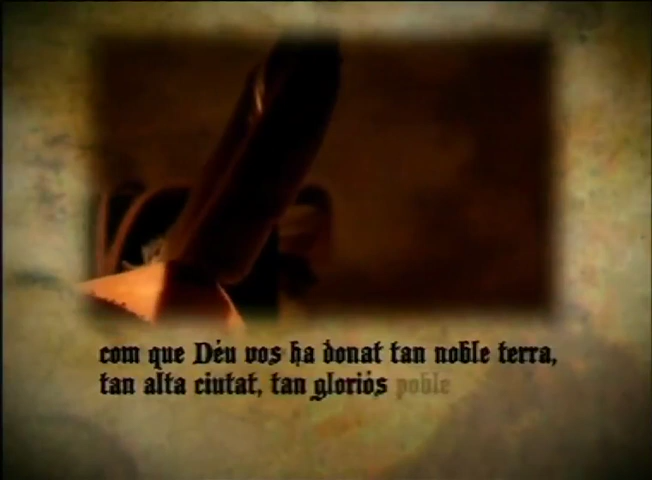 com que Déu vos ha donat tan noble terra,
tan alta ciutat, tan gloriós poble